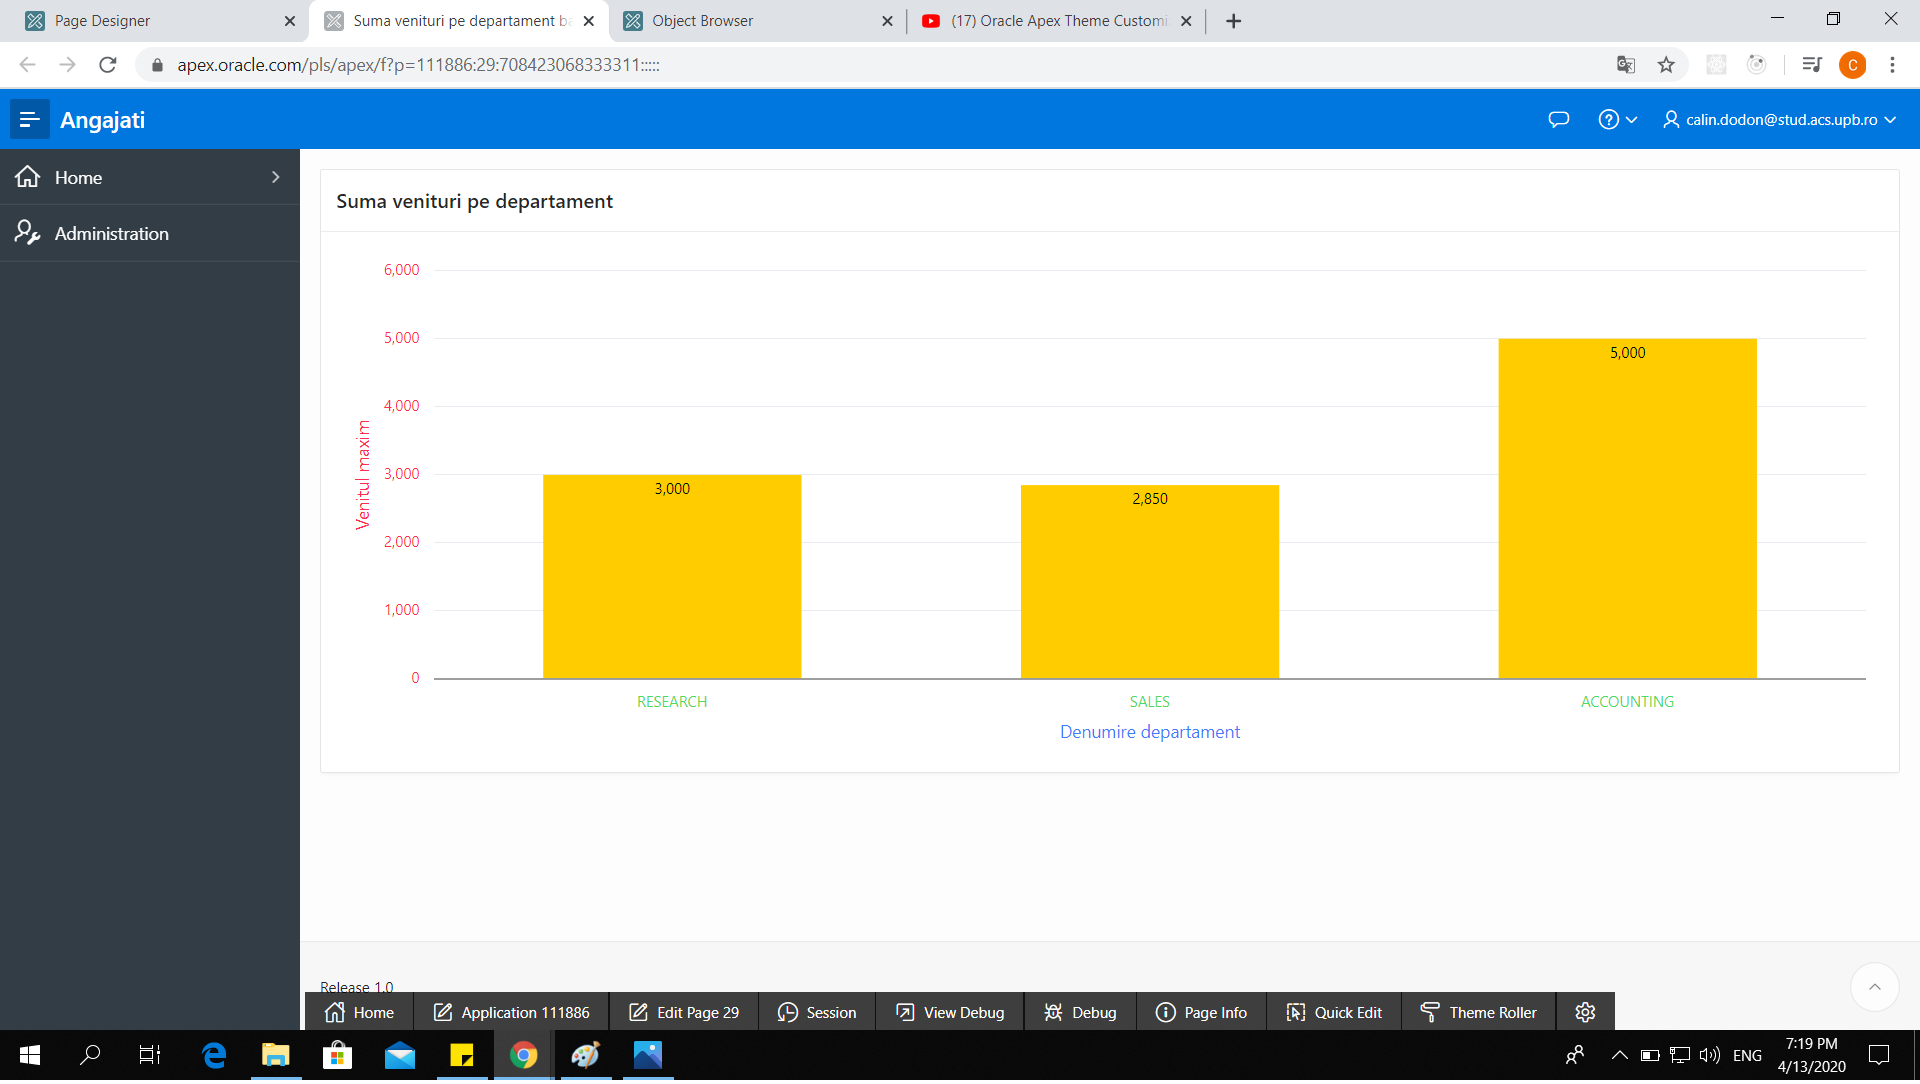 Page Designer
Suma venituri pe departament ba
Object Browser
(17) Oracle Apex Theme Customi
apex.oracle.com/pls/apex/f?p=111886:29:708423068333311:::::
C
Angajati
calin.dodon@stud.acs.upb.ro
Home
Administration
Suma venituri pe departament
6,000
5,000
4,000
3,000
2,000
1,000
0
Venitul maxim
3,000
2,850
5,000
RESEARCH
SALES
ACCOUNTING
Denumire departament
Release 1.0
Home
Application 111886
Edit Page 29
Session
View Debug
Debug
Page Info
Quick Edit
Theme Roller
ENG
7:19 PM
4/13/2020